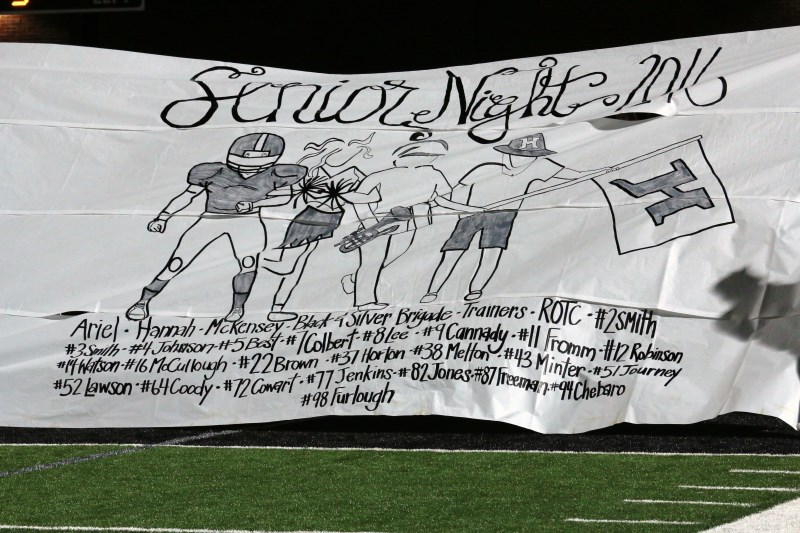 Senior Night 2016
H
H
Ariel - Hannah - McKensey - Black & Silver Brigade - Trainers - ROTC - #2 Smith
#3 Smith - #4 Johnson - #5 Best - #7 Colbert - #8 Lee - #9 Cannady - #11 Fromm - #12 Robinson
#14 Watson - #16 McCullough - #22 Brown - #37 Horton - #38 Melton - #43 Minter - #51 Journey
#52 Lawson - #64 Coody - #72 Cowart - #77 Jenkins - #82 Jones - #87 Freeman - #94 Chebaro
#98 Furlough